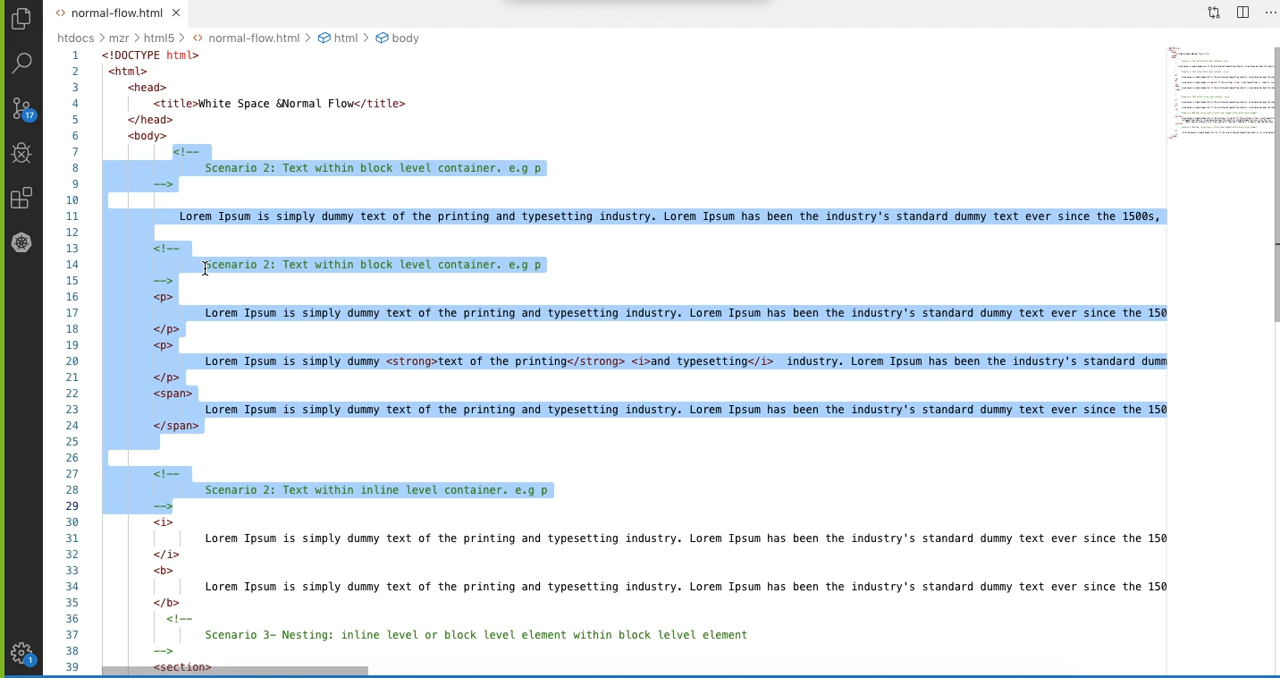 normal-flow.html
htdocs > mzr > html5 > normal-flow.html > html > body
1 <!DOCTYPE html>
2 <html>
3 <head>
4 <title>White Space &Normal Flow</title>
5 </head>
6 <body>
7 <!--
8 Scenario 2: Text within block level container. e.g p
9 -->
10
11 Lorem Ipsum is simply dummy text of the printing and typesetting industry. Lorem Ipsum has been the industry's standard dummy text ever since the 1500s,
12
13 <!--
14 Scenario 2: Text within block level container. e.g p
15 -->
16 <p>
17 Lorem Ipsum is simply dummy text of the printing and typesetting industry. Lorem Ipsum has been the industry's standard dummy text ever since the 150
18 </p>
19 <p>
20 Lorem Ipsum is simply dummy <strong>text of the printing</strong> <i>and typesetting</i>  industry. Lorem Ipsum has been the industry's standard dumm
21 </p>
22 <span>
23 Lorem Ipsum is simply dummy text of the printing and typesetting industry. Lorem Ipsum has been the industry's standard dummy text ever since the 150
24 </span>
25
26
27 <!--
28 Scenario 2: Text within inline level container. e.g p
29 -->
30 <i>
31 Lorem Ipsum is simply dummy text of the printing and typesetting industry. Lorem Ipsum has been the industry's standard dummy text ever since the 150
32 </i>
33 <b>
34 Lorem Ipsum is simply dummy text of the printing and typesetting industry. Lorem Ipsum has been the industry's standard dummy text ever since the 150
35 </b>
36 <!--
37 Scenario 3- Nesting: inline level or block level element within block lelvel element
38 -->
39 <section>
17
1